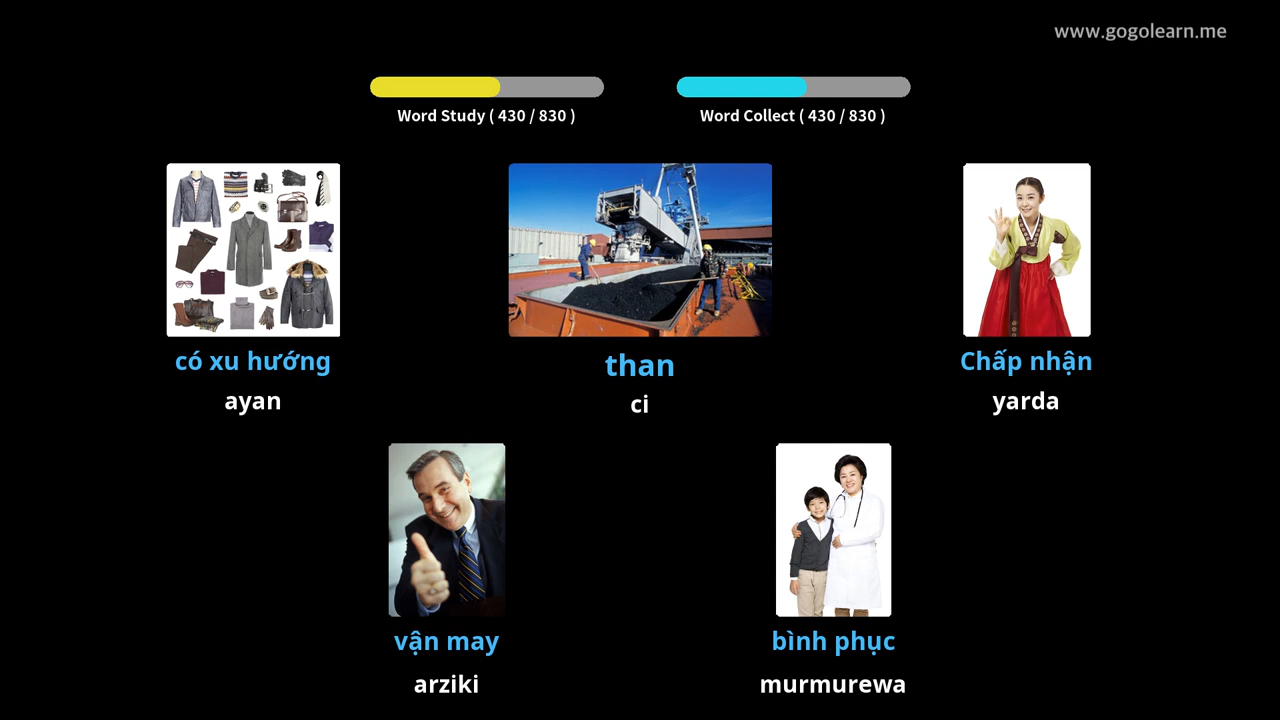 www.gogolearn.me
Word Study ( 430 / 830 )
Word Collect ( 430 / 830 )
có xu hướng
ayan
than
ci
Chấp nhận
yarda
vận may
arziki
bình phục
murmurewa